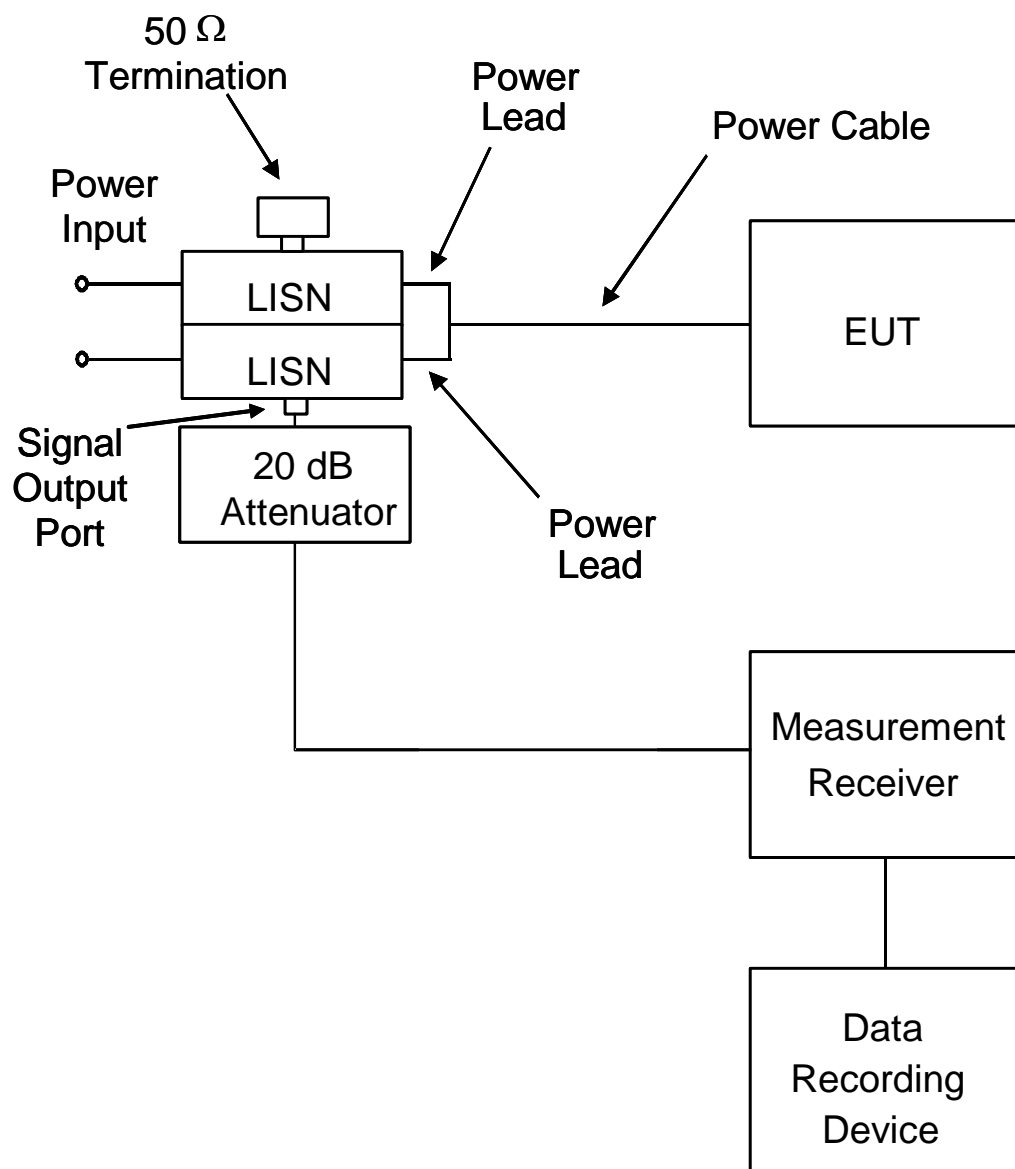 50 Ω
Termination
Power
Lead
Power Cable
Power
Input
LISN
LISN
EUT
Signal
Output
Port
20 dB
Attenuator
Power
Lead
Measurement
Receiver
Data
Recording
Device